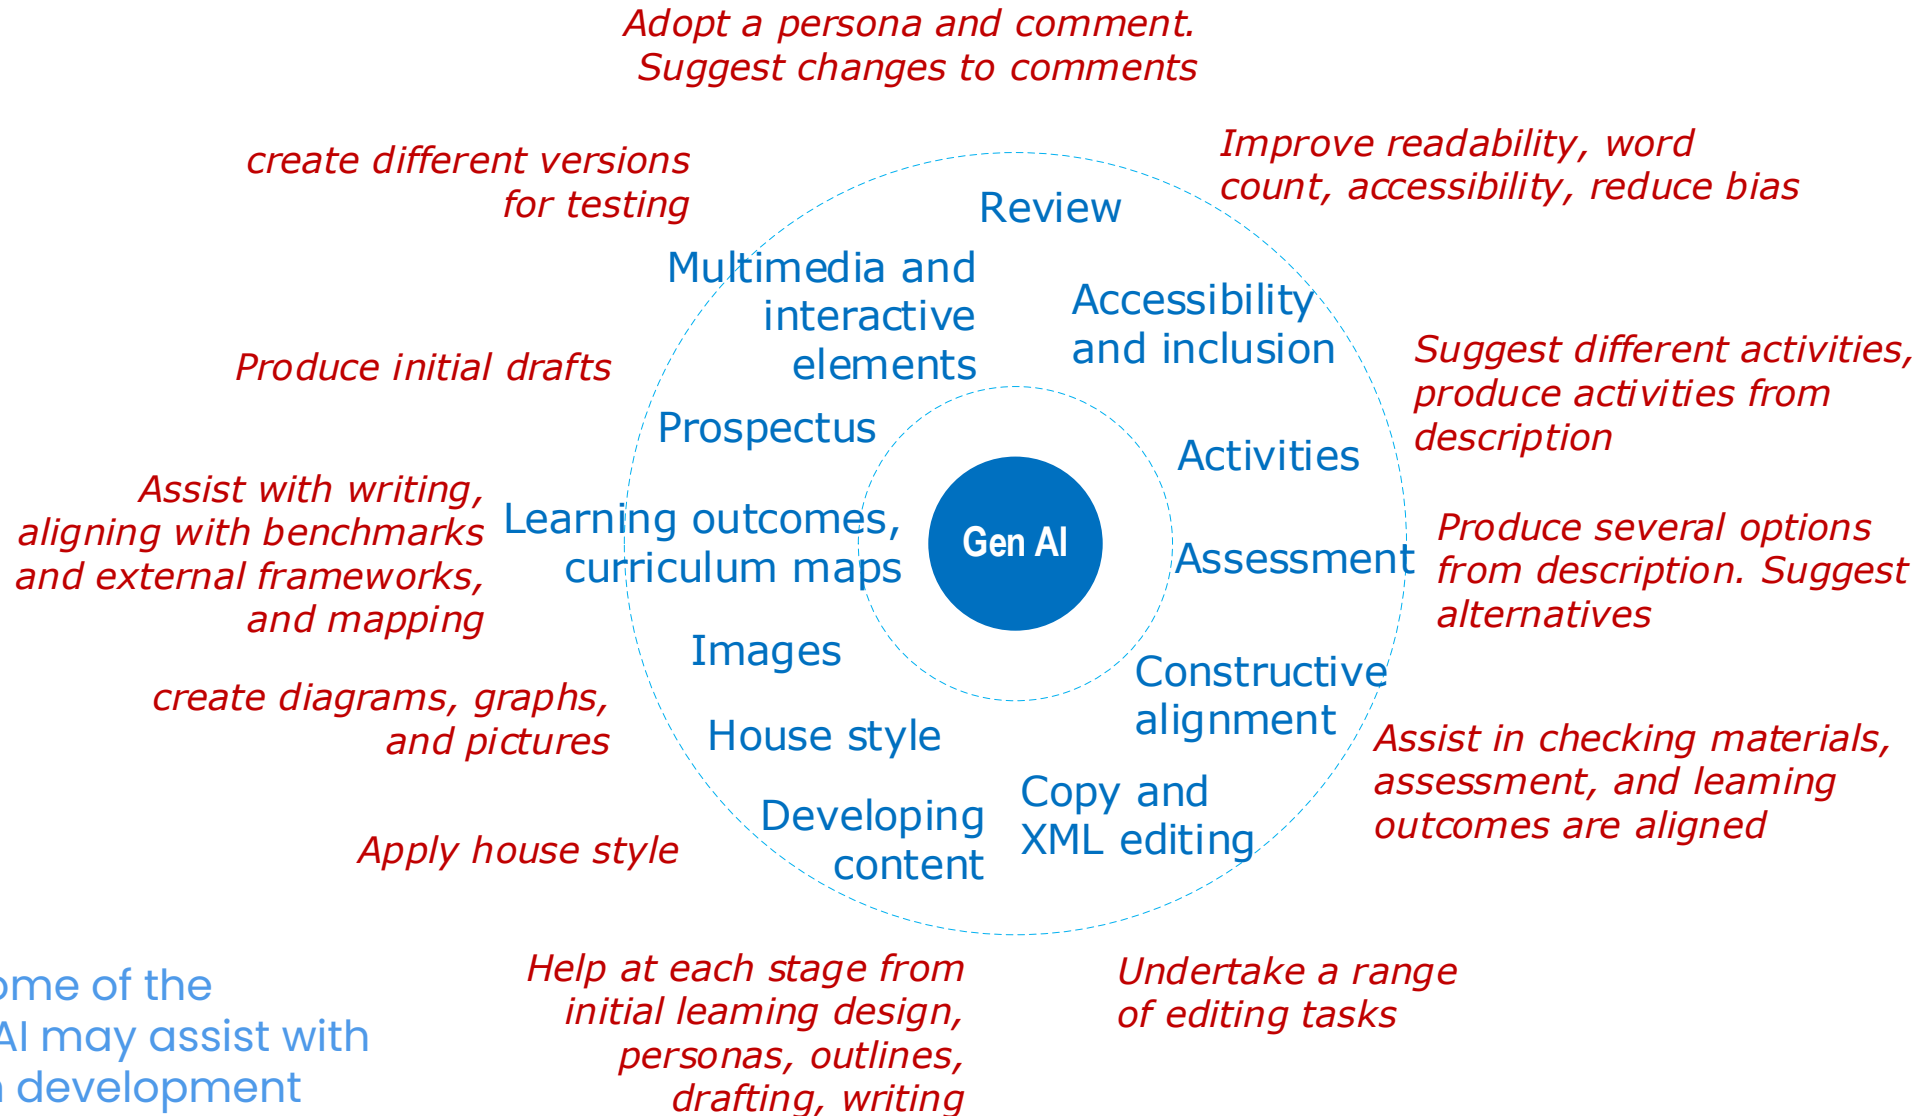 Adopt a persona and comment.
Suggest changes to comments
create different versions
for testing
Improve readability, word
count, accessibility, reduce bias
Review
Multimedia and
interactive
elements
Accessibility
and inclusion
Produce initial drafts
Suggest different activities,
produce activities from
description
Prospectus
Activities
Assist with writing,
aligning with benchmarks
and external frameworks,
and mapping
Learning outcomes,
curriculum maps
Gen AI
Assessment
Produce several options
from description. Suggest
alternatives
Images
Constructive
alignment
create diagrams, graphs,
and pictures
House style
Assist in checking materials,
assessment, and learning
outcomes are aligned
Developing
content
Copy and
XML editing
Apply house style
Help at each stage from
initial learning design,
personas, outlines,
drafting, writing
Undertake a range
of editing tasks
ome of the
AI may assist with
development